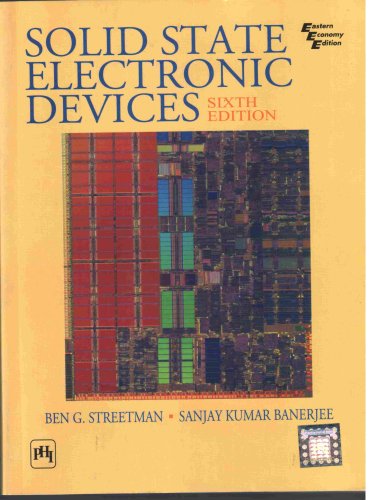 SOLID STATE
ELECTRONIC
DEVICES SIXTH
EDITION
Eastern
Economy
Edition
BEN G. STREETMAN ▪ SANJAY KUMAR BANERJEE
PHI